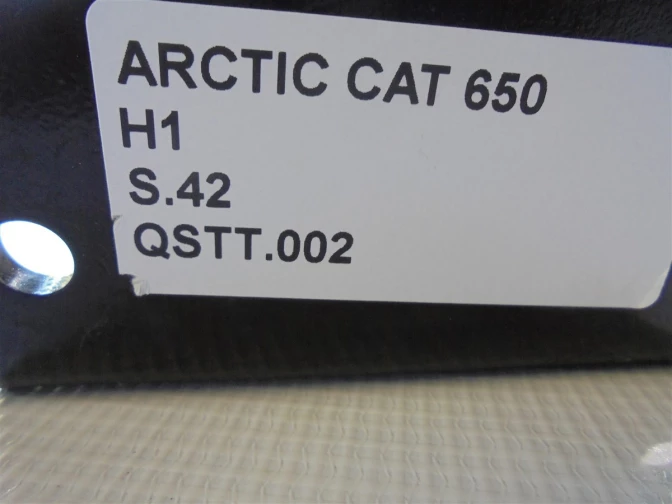 ARCTIC CAT 650
H1
S.42
QSTT.002